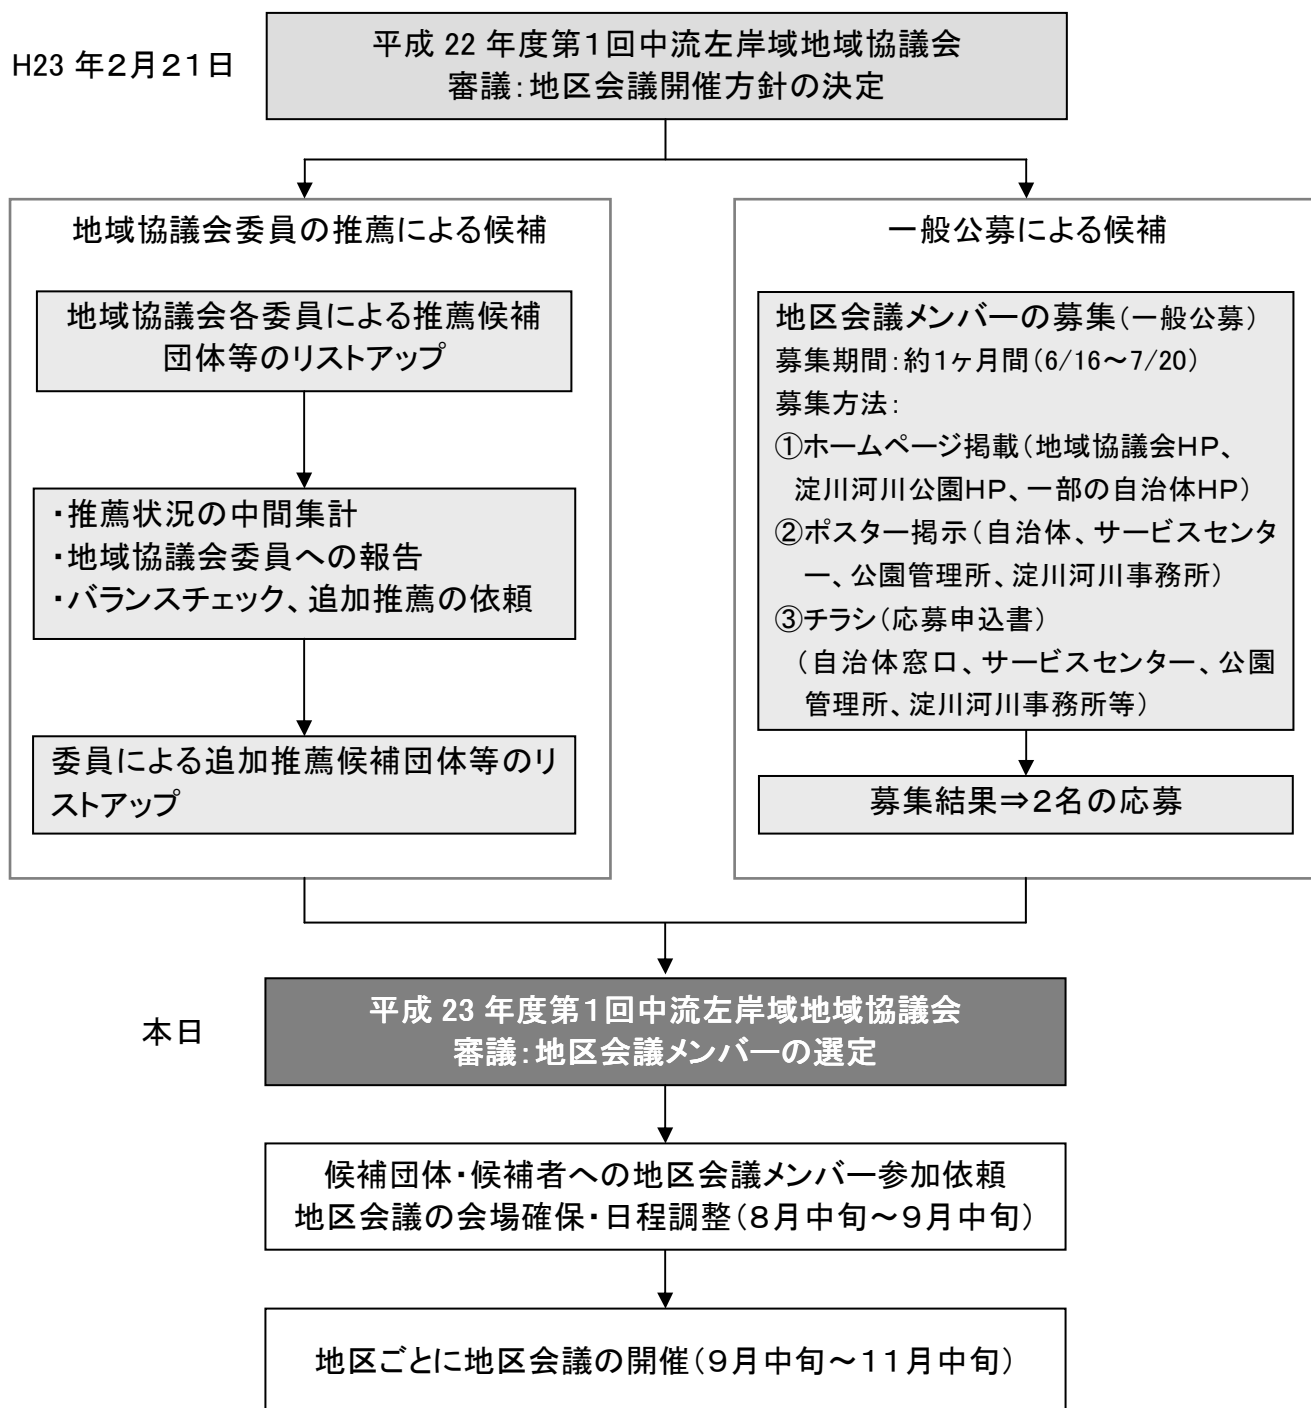 H23年2月21日
平成 22 年度第1回中流左岸域地域協議会
審議:地区会議開催方針の決定
地域協議会委員の推薦による候補
地域協議会各委員による推薦候補
団体等のリストアップ
・推薦状況の中間集計
・地域協議会委員への報告
・バランスチェック、追加推薦の依頼
委員による追加推薦候補団体等のリ
ストアップ
一般公募による候補
地区会議メンバーの募集(一般公募)
募集期間:約1ヶ月間(6/16~7/20)
募集方法:
①ホームページ掲載(地域協議会HP、
淀川河川公園HP、一部の自治体HP)
②ポスター掲示(自治体、サービスセンタ
ー、公園管理所、淀川河川事務所)
③チラシ(応募申込書)
(自治体窓口、サービスセンター、公園
管理所、淀川河川事務所等)
募集結果⇒2名の応募
本日
平成 23 年度第1回中流左岸域地域協議会
審議:地区会議メンバーの選定
候補団体・候補者への地区会議メンバー参加依頼
地区会議の会場確保・日程調整(8月中旬~9月中旬)
地区ごとに地区会議の開催(9月中旬~11月中旬)